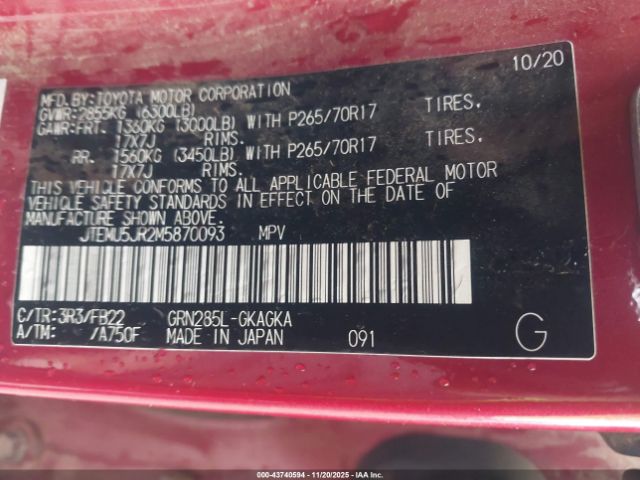 10/20
MFD.BY:TOYOTA MOTOR CORPORATION
GVWR:2855KG (6300LB)
GAWR:FRT. 1360KG (3000LB) WITH P265/70R17 TIRES,
17X7J RIMS.
RR. 1560KG (3450LB) WITH P265/70R17 TIRES,
17X7J RIMS.
THIS VEHICLE CONFORMS TO ALL APPLICABLE FEDERAL MOTOR
VEHICLE SAFETY STANDARDS IN EFFECT ON THE DATE OF
MANUFACTURE SHOWN ABOVE.
JTEMU5JR2M5870093 MPV
C/TR:3R3/FB22 GRN285L-GKAGKA
A/TM: /A750F MADE IN JAPAN 091 G
© Copyright - 43740594 - 11/20/2025 - IAA Inc.